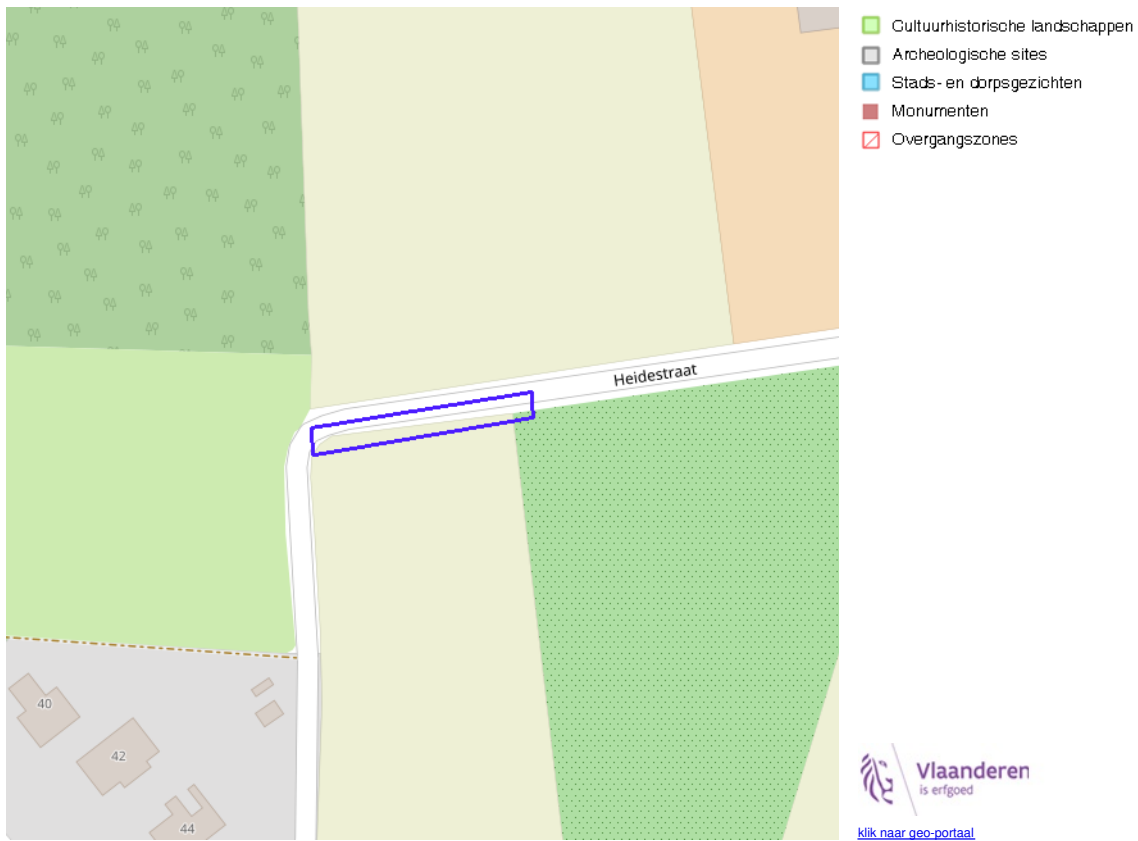 Cultuurhistorische landschappen
Archeologische sites
Stads- en dorpsgezichten
Monumenten
Overgangszones
Heidestraat
40
42
44
Vlaanderen
is erfgoed
klik naar geo-portaal